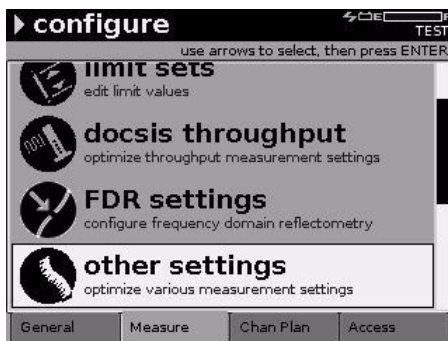 configure
E F
TEST
use arrows to select, then press ENTER
limit sets
edit limit values
docsis throughput
optimize throughput measurement settings
FDR settings
configure frequency domain reflectometry
other settings
optimize various measurement settings
General Measure Chan Plan Access